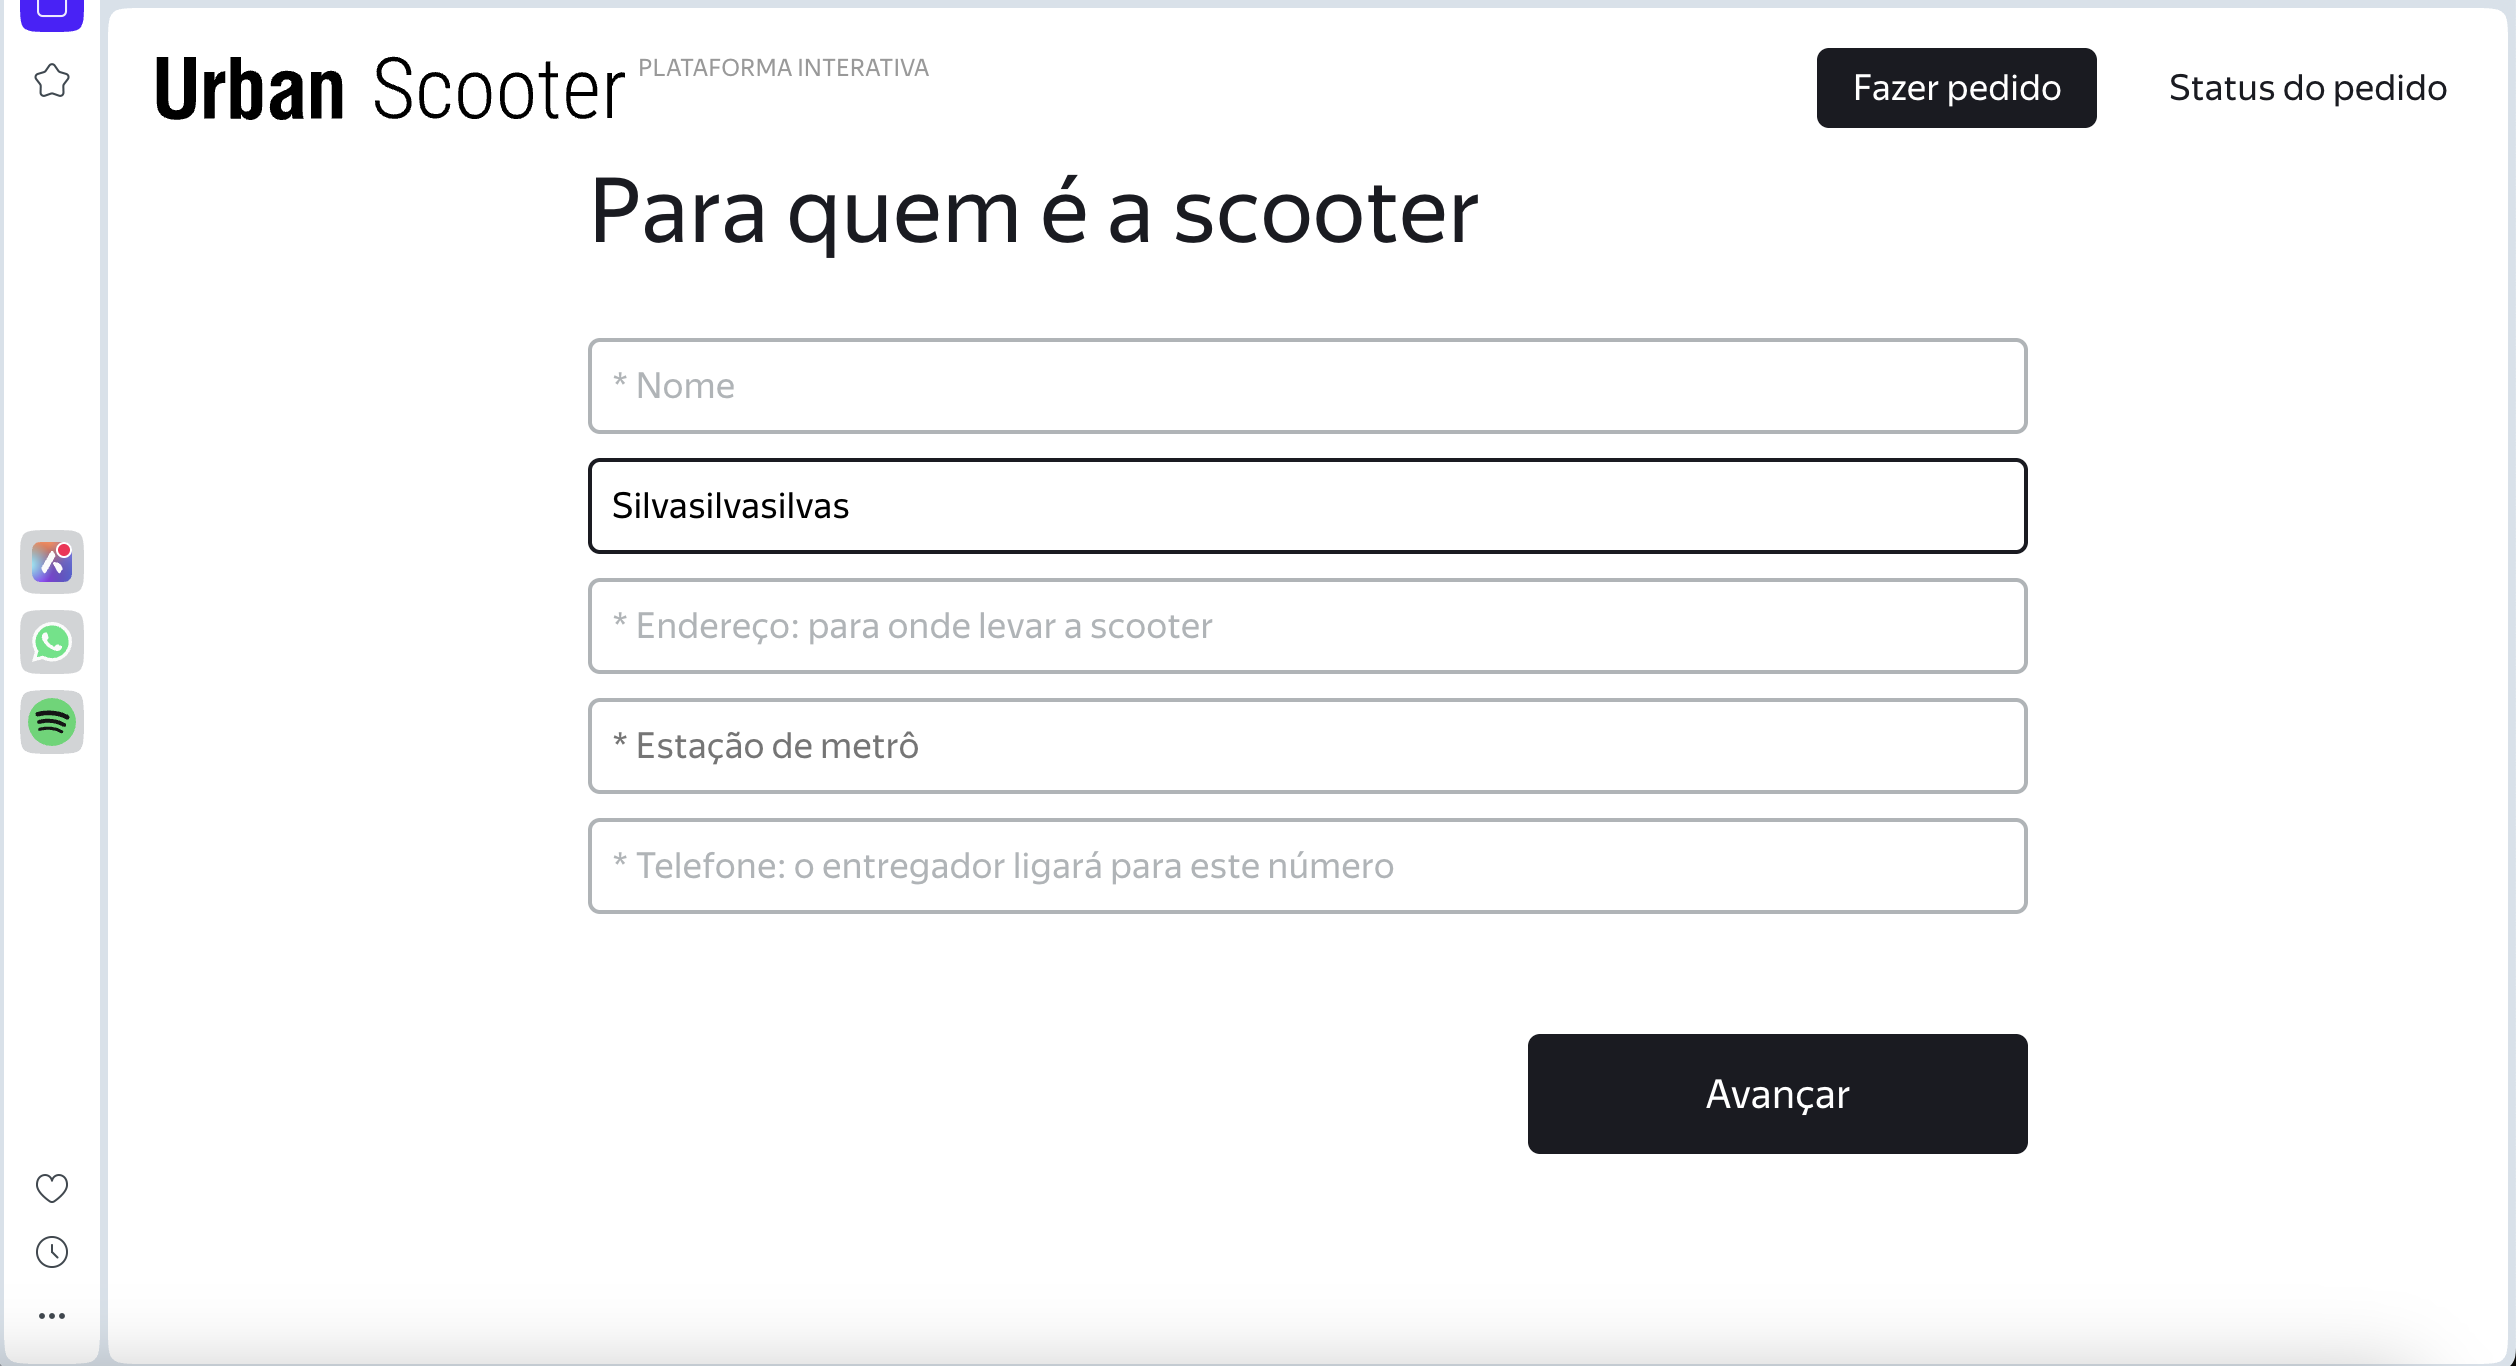 Urban Scooter PLATAFORMA INTERATIVA
Fazer pedido
Status do pedido
Para quem é a scooter
* Nome
Silvasilvasilvas
* Endereço: para onde levar a scooter
* Estação de metrô
* Telefone: o entregador ligará para este número
Avançar